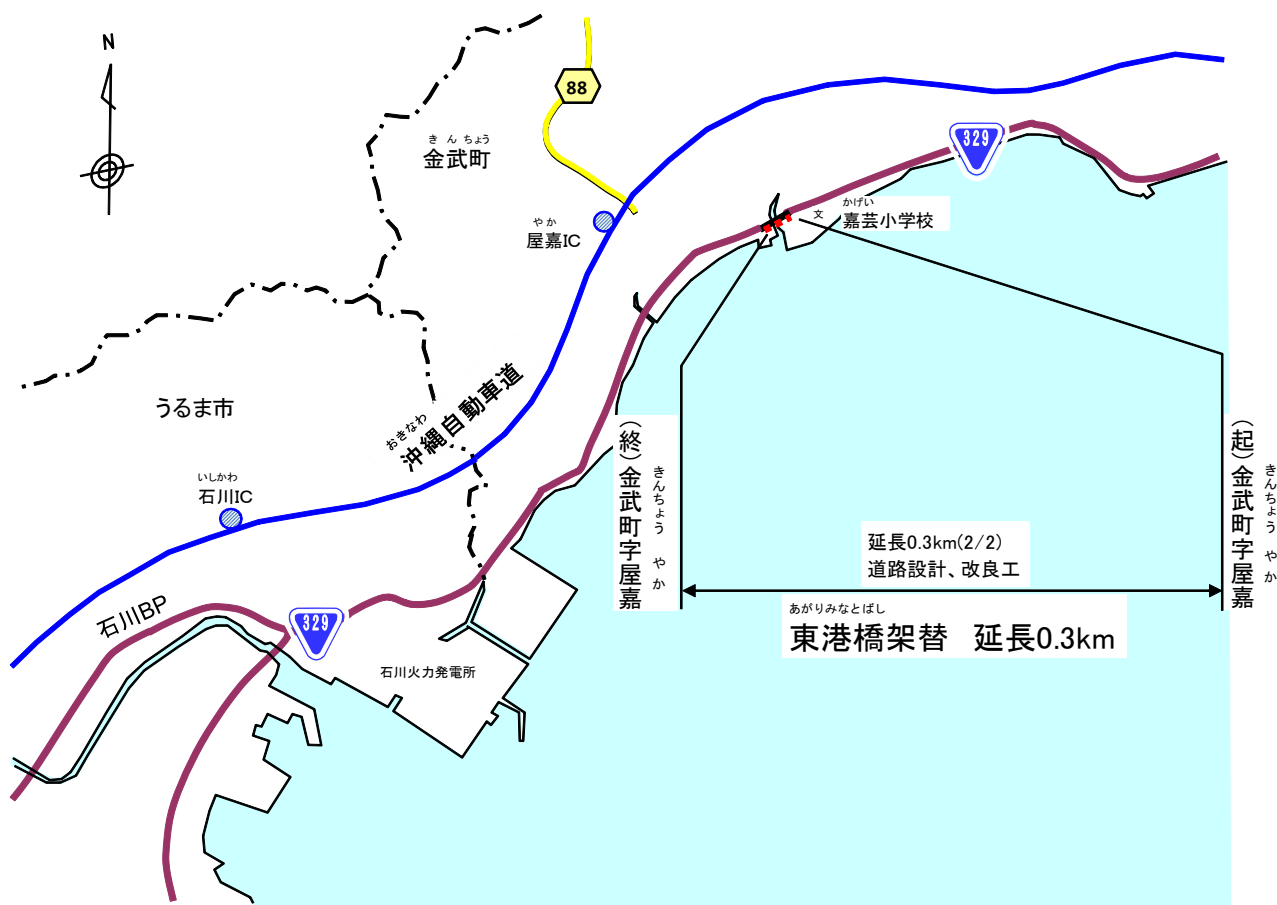 N
88
きんちょう
金武町
329
かげい
文
嘉芸小学校
やか
屋嘉IC
おきなわ
沖縄自動車道
うるま市
いしかわ
石川IC
(終)金武町字屋嘉
きんちょう やか
(起)金武町字屋嘉
きんちょう やか
延長0.3km(2/2)
道路設計、改良工
あがりみなとばし
東港橋架替 延長0.3km
石川BP
329
石川火力発電所